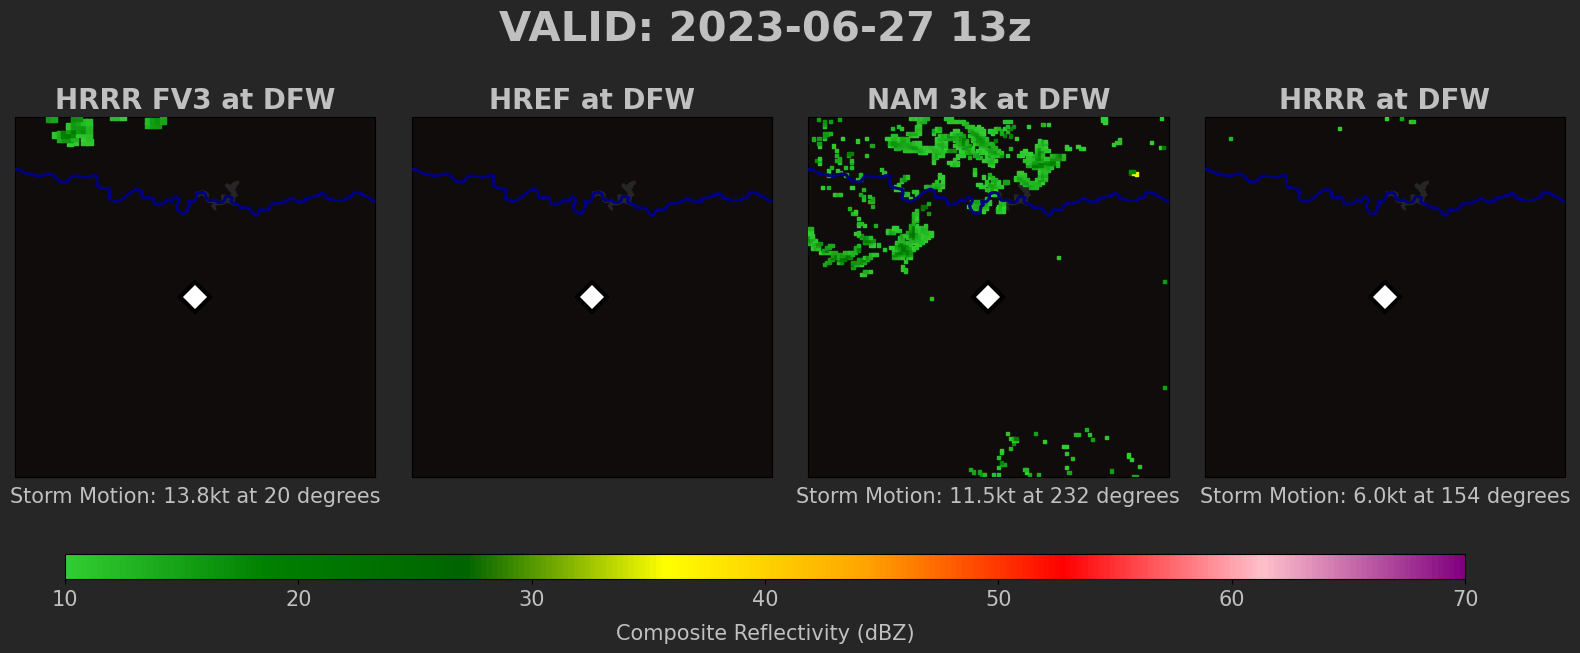 VALID: 2023-06-27 13z
HRRR FV3 at DFW
HREF at DFW
NAM 3k at DFW
HRRR at DFW
Storm Motion: 13.8kt at 20 degrees
Storm Motion: 11.5kt at 232 degrees
Storm Motion: 6.0kt at 154 degrees
10 20 30 40 50 60 70
Composite Reflectivity (dBZ)